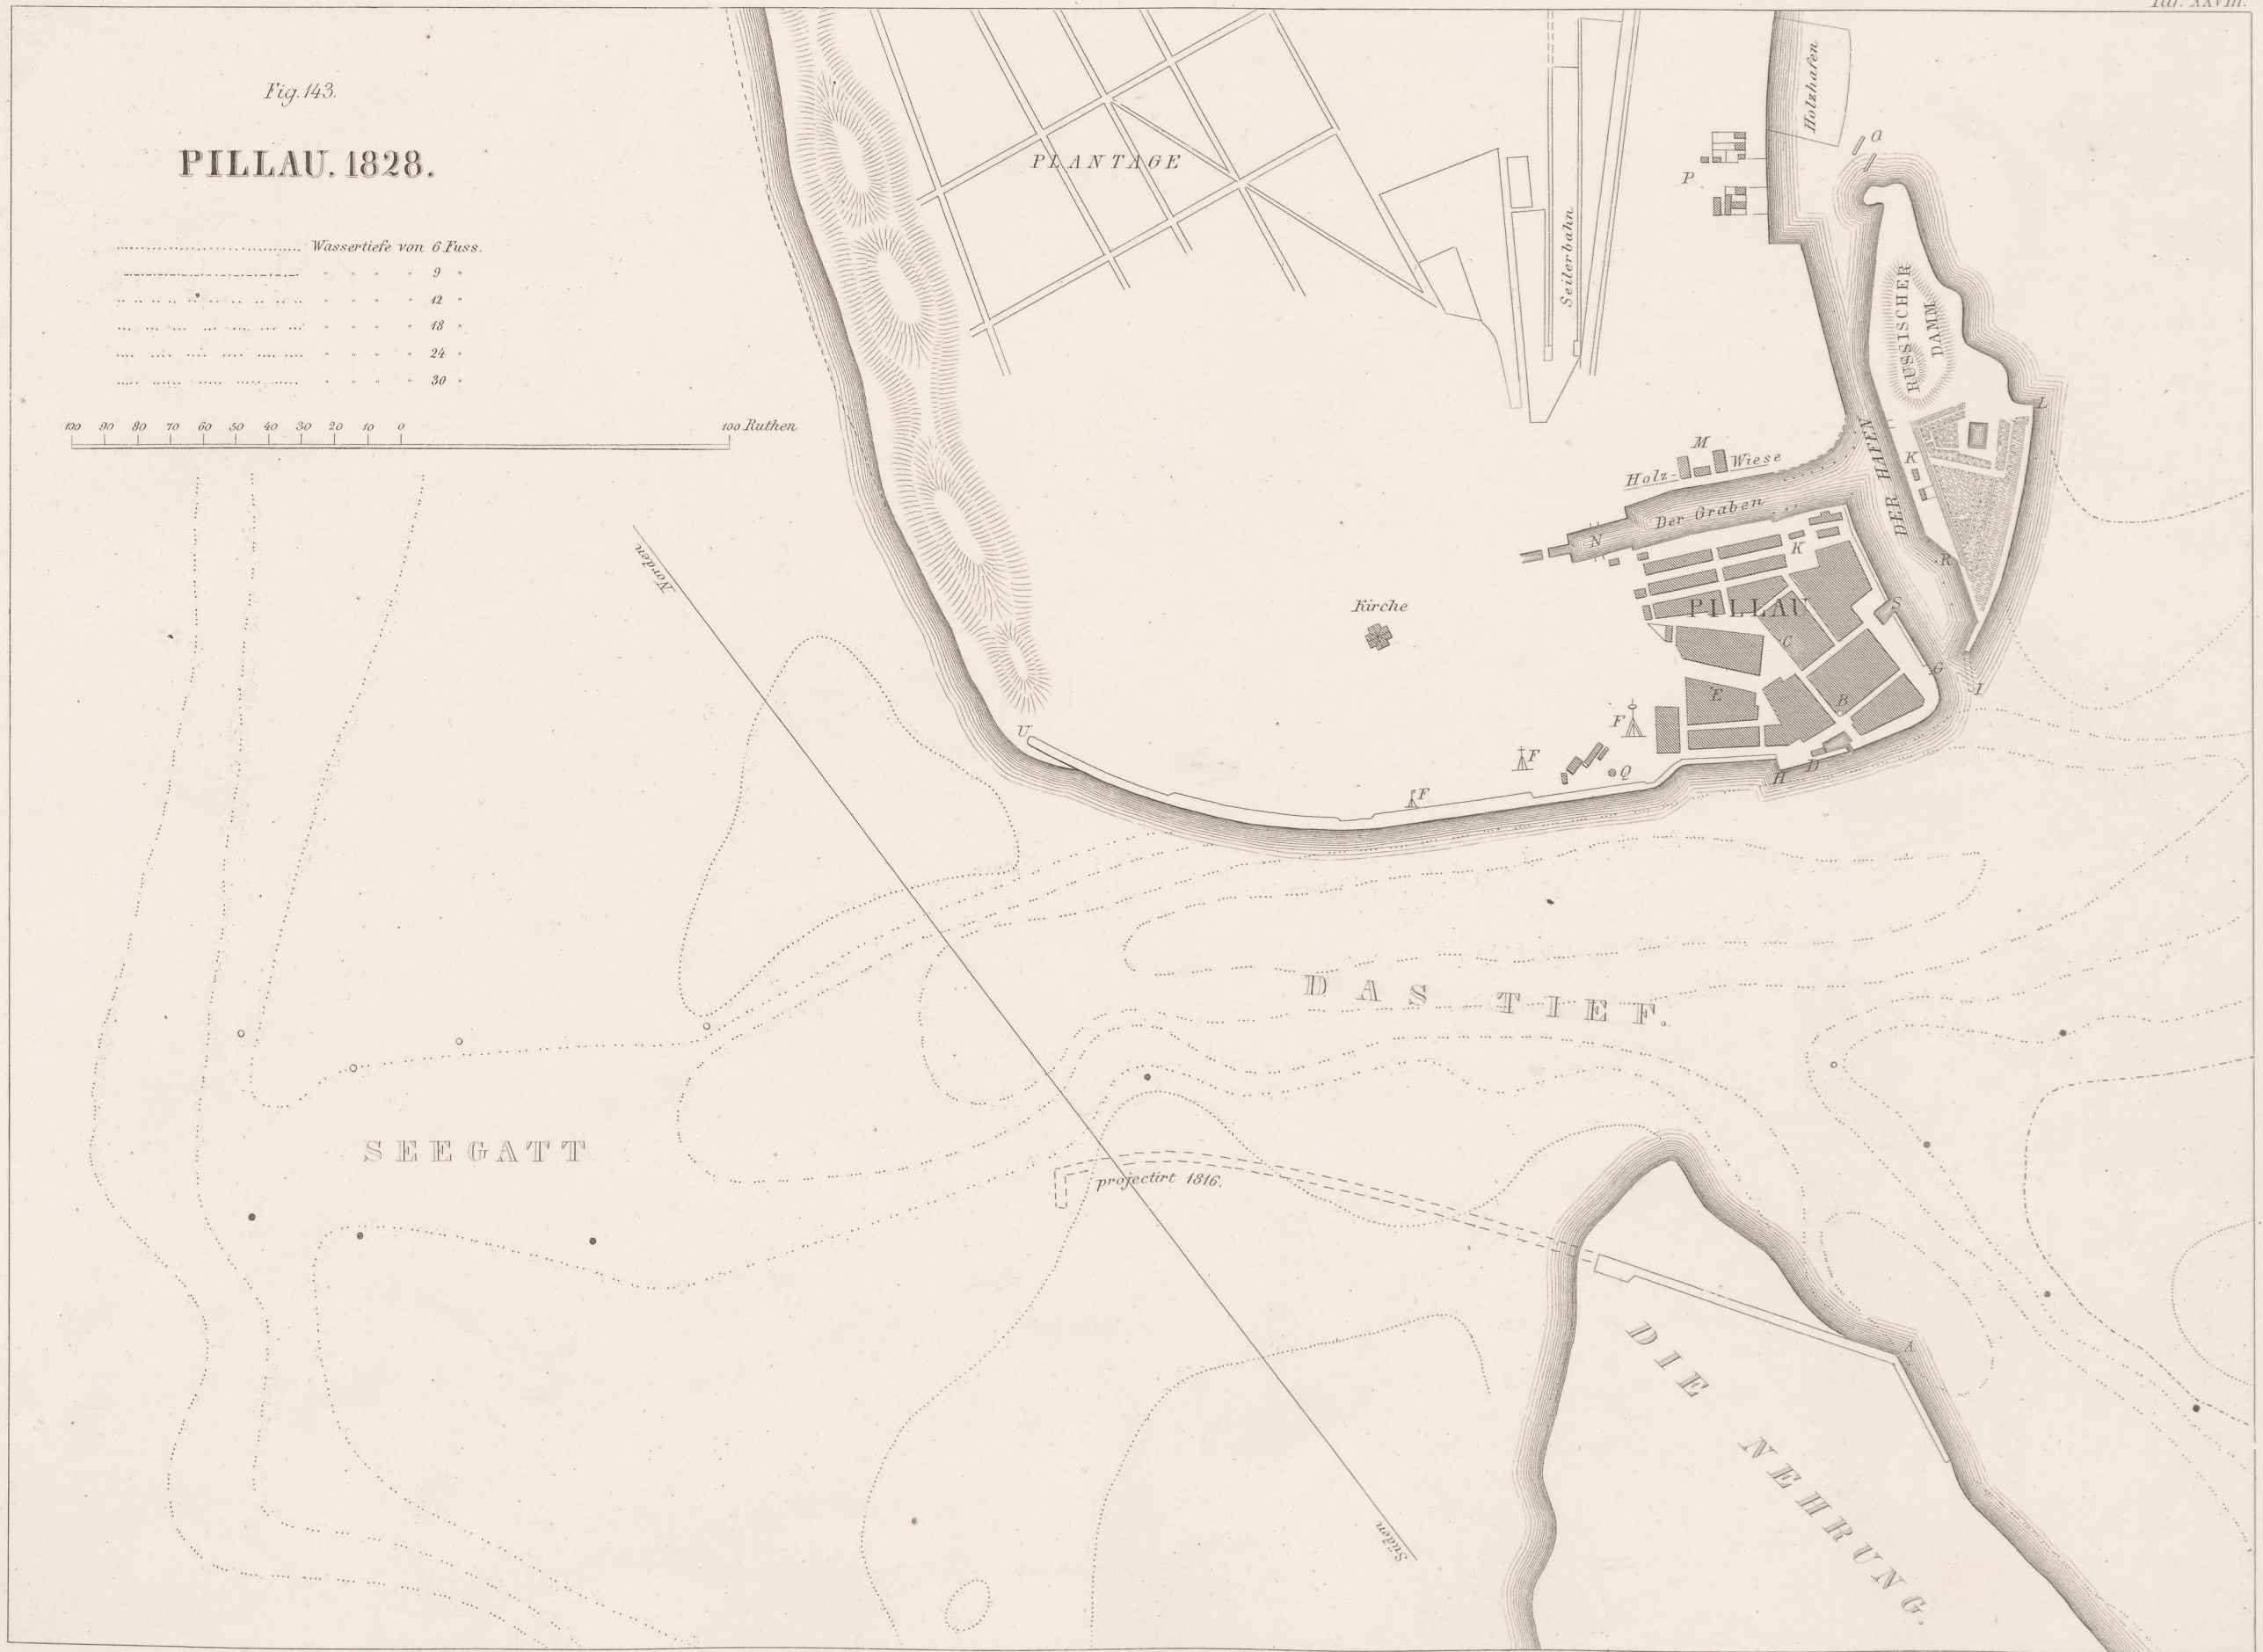 Taf. XXVIII.
Fig. 143.
PILLAU. 1828.
Wassertiefe von 6 Fuss.
" " " " 9 "
" " " " 12 "
" " " " 18 "
" " " " 24 "
" " " " 30 "
100 90 80 70 60 50 40 30 20 10 0 100 Ruthen
PLANTAGE
Seilerbahn
Holzhafen
O
P
RUSSISCHER
DAMM
L
DER HAFEN
K
M
Holz- Wiese
Der Graben
N
K
R
Norden
Kirche
PILLAU
S
C
G
I
E
B
F
F
F
Q
H
D
U
DAS TIEF.
SEEGATT
projectirt 1816.
A
DIE NEHRUNG.
Süden